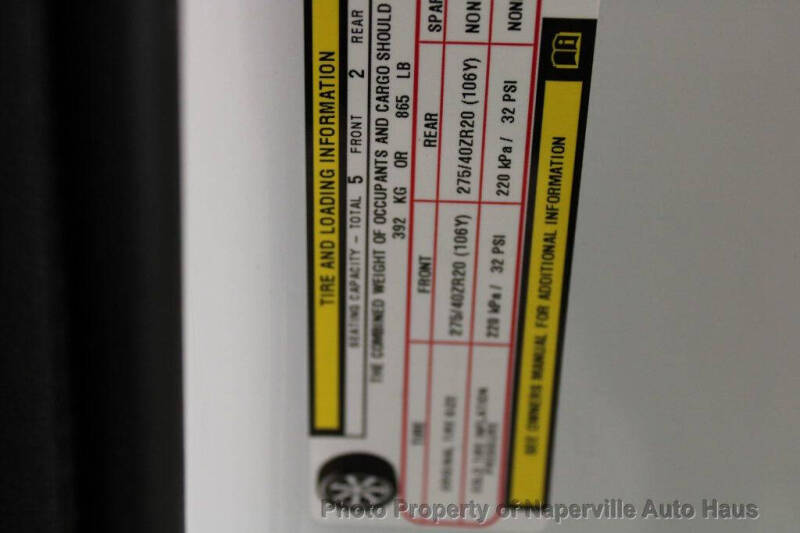 TIRE AND LOADING INFORMATION
SEATING CAPACITY - TOTAL 5 FRONT 2 REAR
THE COMBINED WEIGHT OF OCCUPANTS AND CARGO SHOULD
392 KG OR 865 LB
TIRE FRONT REAR SPAR
ORIGINAL TIRE SIZE 275/40ZR20 (106Y) 275/40ZR20 (106Y) NON
COLD TIRE INFLATION PRESSURE 220 kPa / 32 PSI 220 kPa / 32 PSI NON
SEE OWNERS MANUAL FOR ADDITIONAL INFORMATION
Photo Property of Naperville Auto Haus